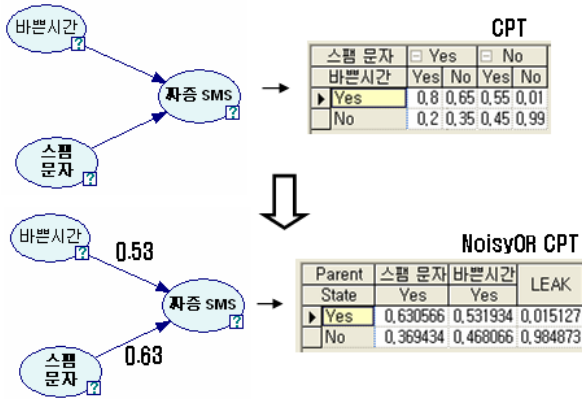 바쁜시간
?
짜증 SMS
?
스팸
문자
?
CPT
스팸 문자 Yes No
바쁜시간 Yes No Yes No
Yes 0,8 0,65 0,55 0,01
No 0,2 0,35 0,45 0,99
바쁜시간
?
0.53
짜증 SMS
?
스팸
문자
?
0.63
NoisyOR CPT
Parent 스팸 문자 바쁜시간 LEAK
State Yes Yes
Yes 0,630566 0,531934 0,015127
No 0,369434 0,468066 0,984873